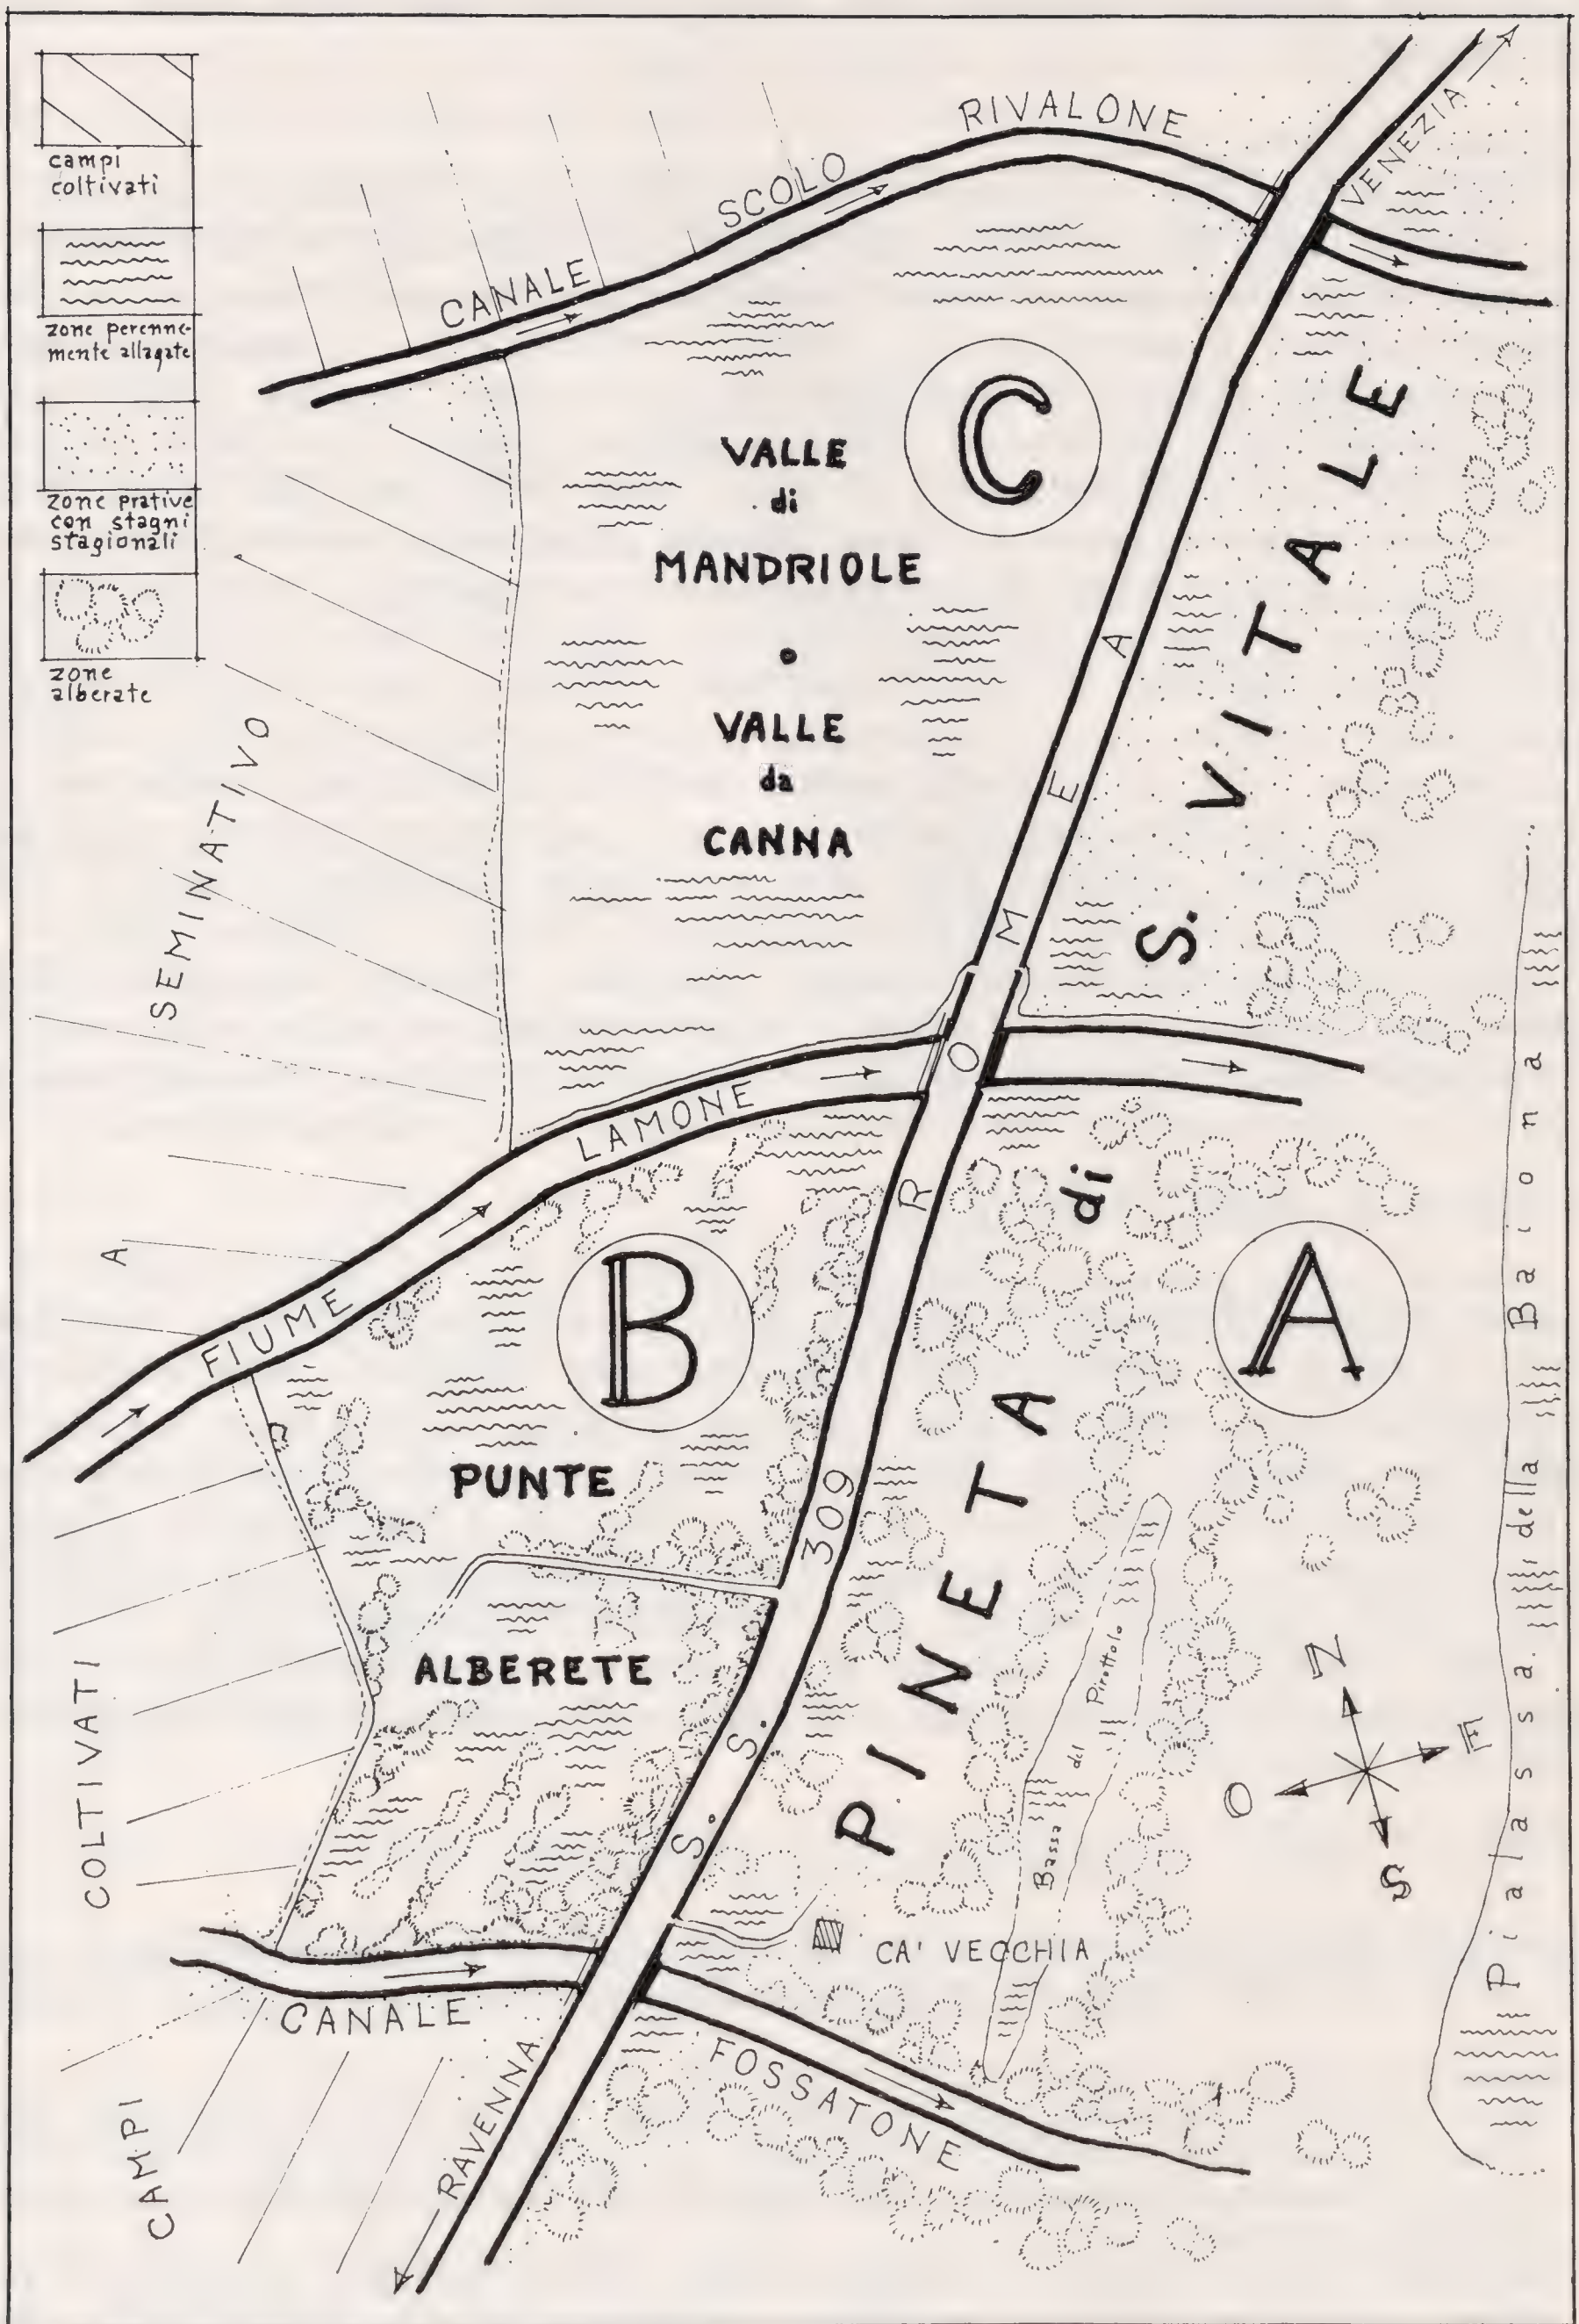 campi
coltivati
zone perenne-
mente allagate
zone prative
con stagni
stagionali
zone
alberate
CANALE SCOLO RIVALONE
VENEZIA
C
VALLE
di
MANDRIOLE
o
VALLE
da
CANNA
CAMPI COLTIVATI A SEMINATIVO
FIUME LAMONE
B
PUNTE
ALBERETE
S.S. 309 ROMEA
PINETA di S. VITALE
A
Bassa del Pirottolo
Pialassa della Baiona
N
E
O
S
CA' VECCHIA
CANALE FOSSATONE
RAVENNA